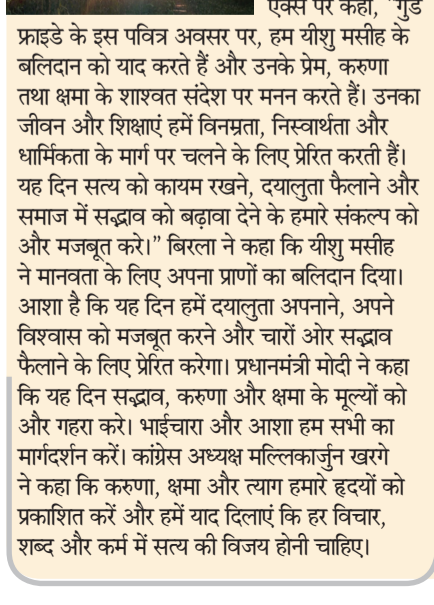 एक्स पर कहा, “गुड
फ्राइडे के इस पवित्र अवसर पर, हम यीशु मसीह के
बलिदान को याद करते हैं और उनके प्रेम, करुणा
तथा क्षमा के शाश्वत संदेश पर मनन करते हैं। उनका
जीवन और शिक्षाएं हमें विनम्रता, निस्वार्थता और
धार्मिकता के मार्ग पर चलने के लिए प्रेरित करती हैं।
यह दिन सत्य को कायम रखने, दयालुता फैलाने और
समाज में सद्भाव को बढ़ावा देने के हमारे संकल्प को
और मजबूत करे।” बिरला ने कहा कि यीशु मसीह
ने मानवता के लिए अपना प्राणों का बलिदान दिया।
आशा है कि यह दिन हमें दयालुता अपनाने, अपने
विश्वास को मजबूत करने और चारों ओर सद्भाव
फैलाने के लिए प्रेरित करेगा। प्रधानमंत्री मोदी ने कहा
कि यह दिन सद्भाव, करुणा और क्षमा के मूल्यों को
और गहरा करे। भाईचारा और आशा हम सभी का
मार्गदर्शन करें। कांग्रेस अध्यक्ष मल्लिकार्जुन खरगे
ने कहा कि करुणा, क्षमा और त्याग हमारे हृदयों को
प्रकाशित करें और हमें याद दिलाएं कि हर विचार,
शब्द और कर्म में सत्य की विजय होनी चाहिए।